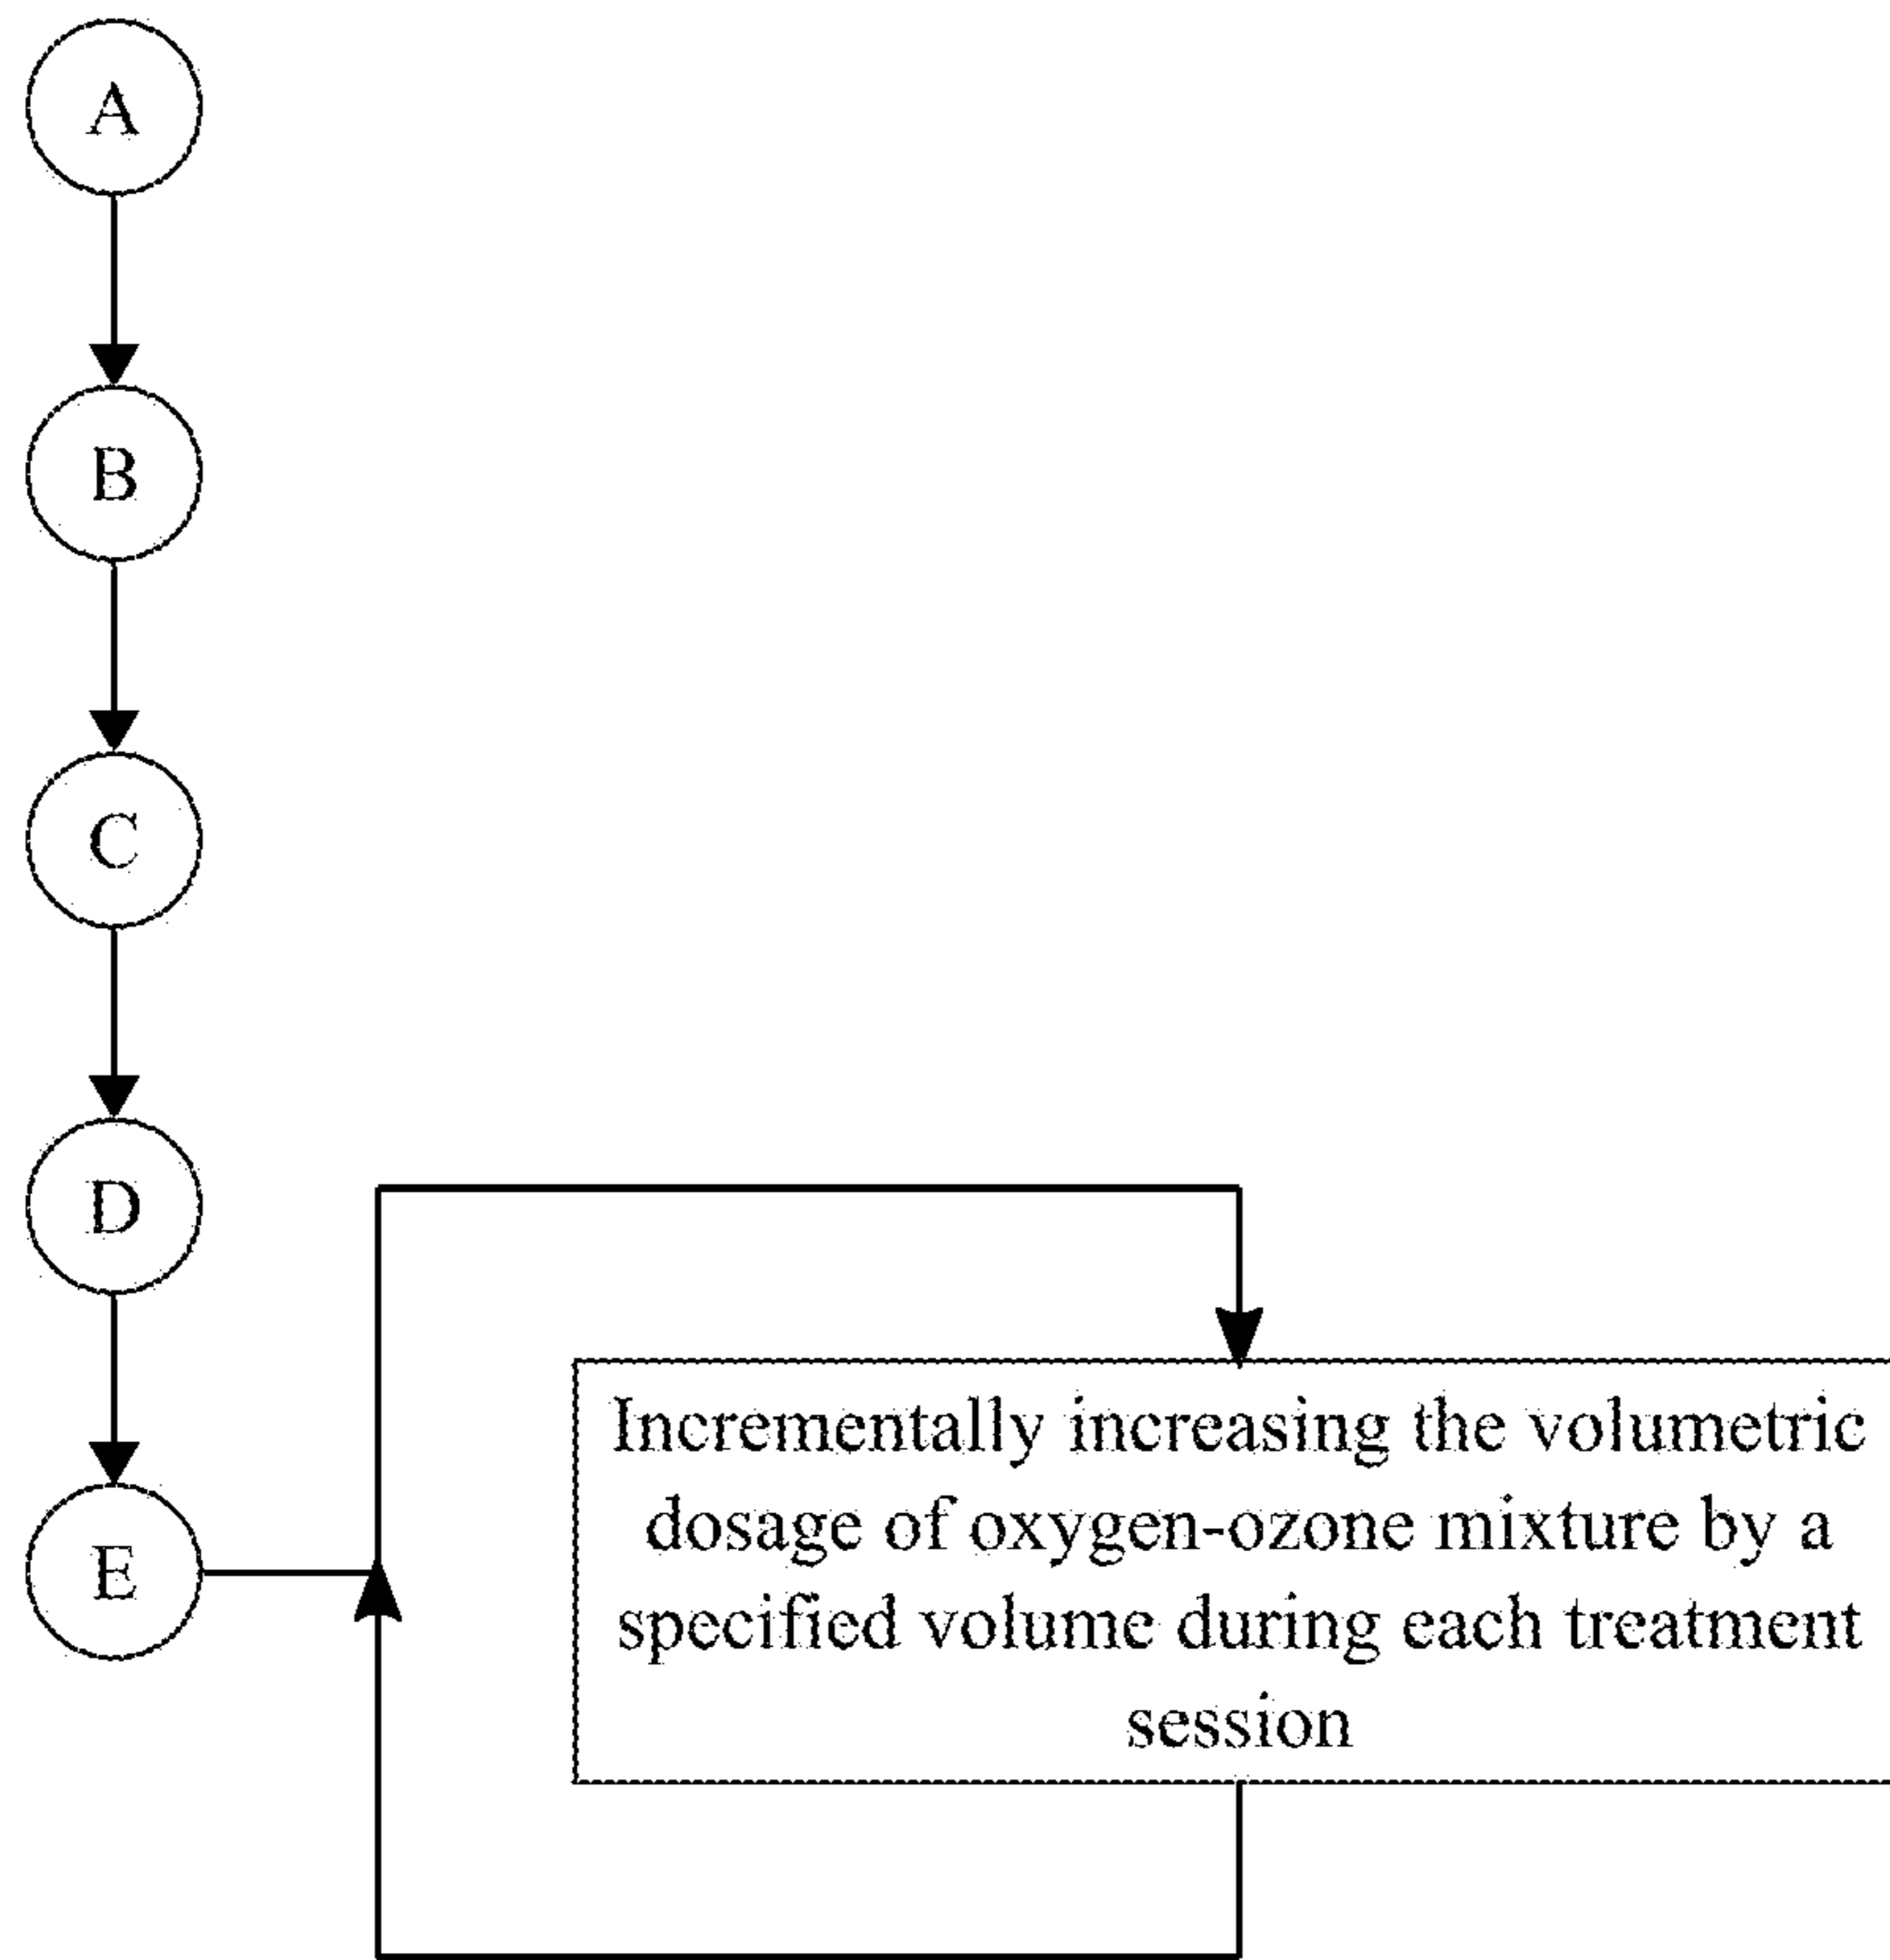 A
B
C
D
E
Incrementally increasing the volumetric
dosage of oxygen-ozone mixture by a
specified volume during each treatment
session